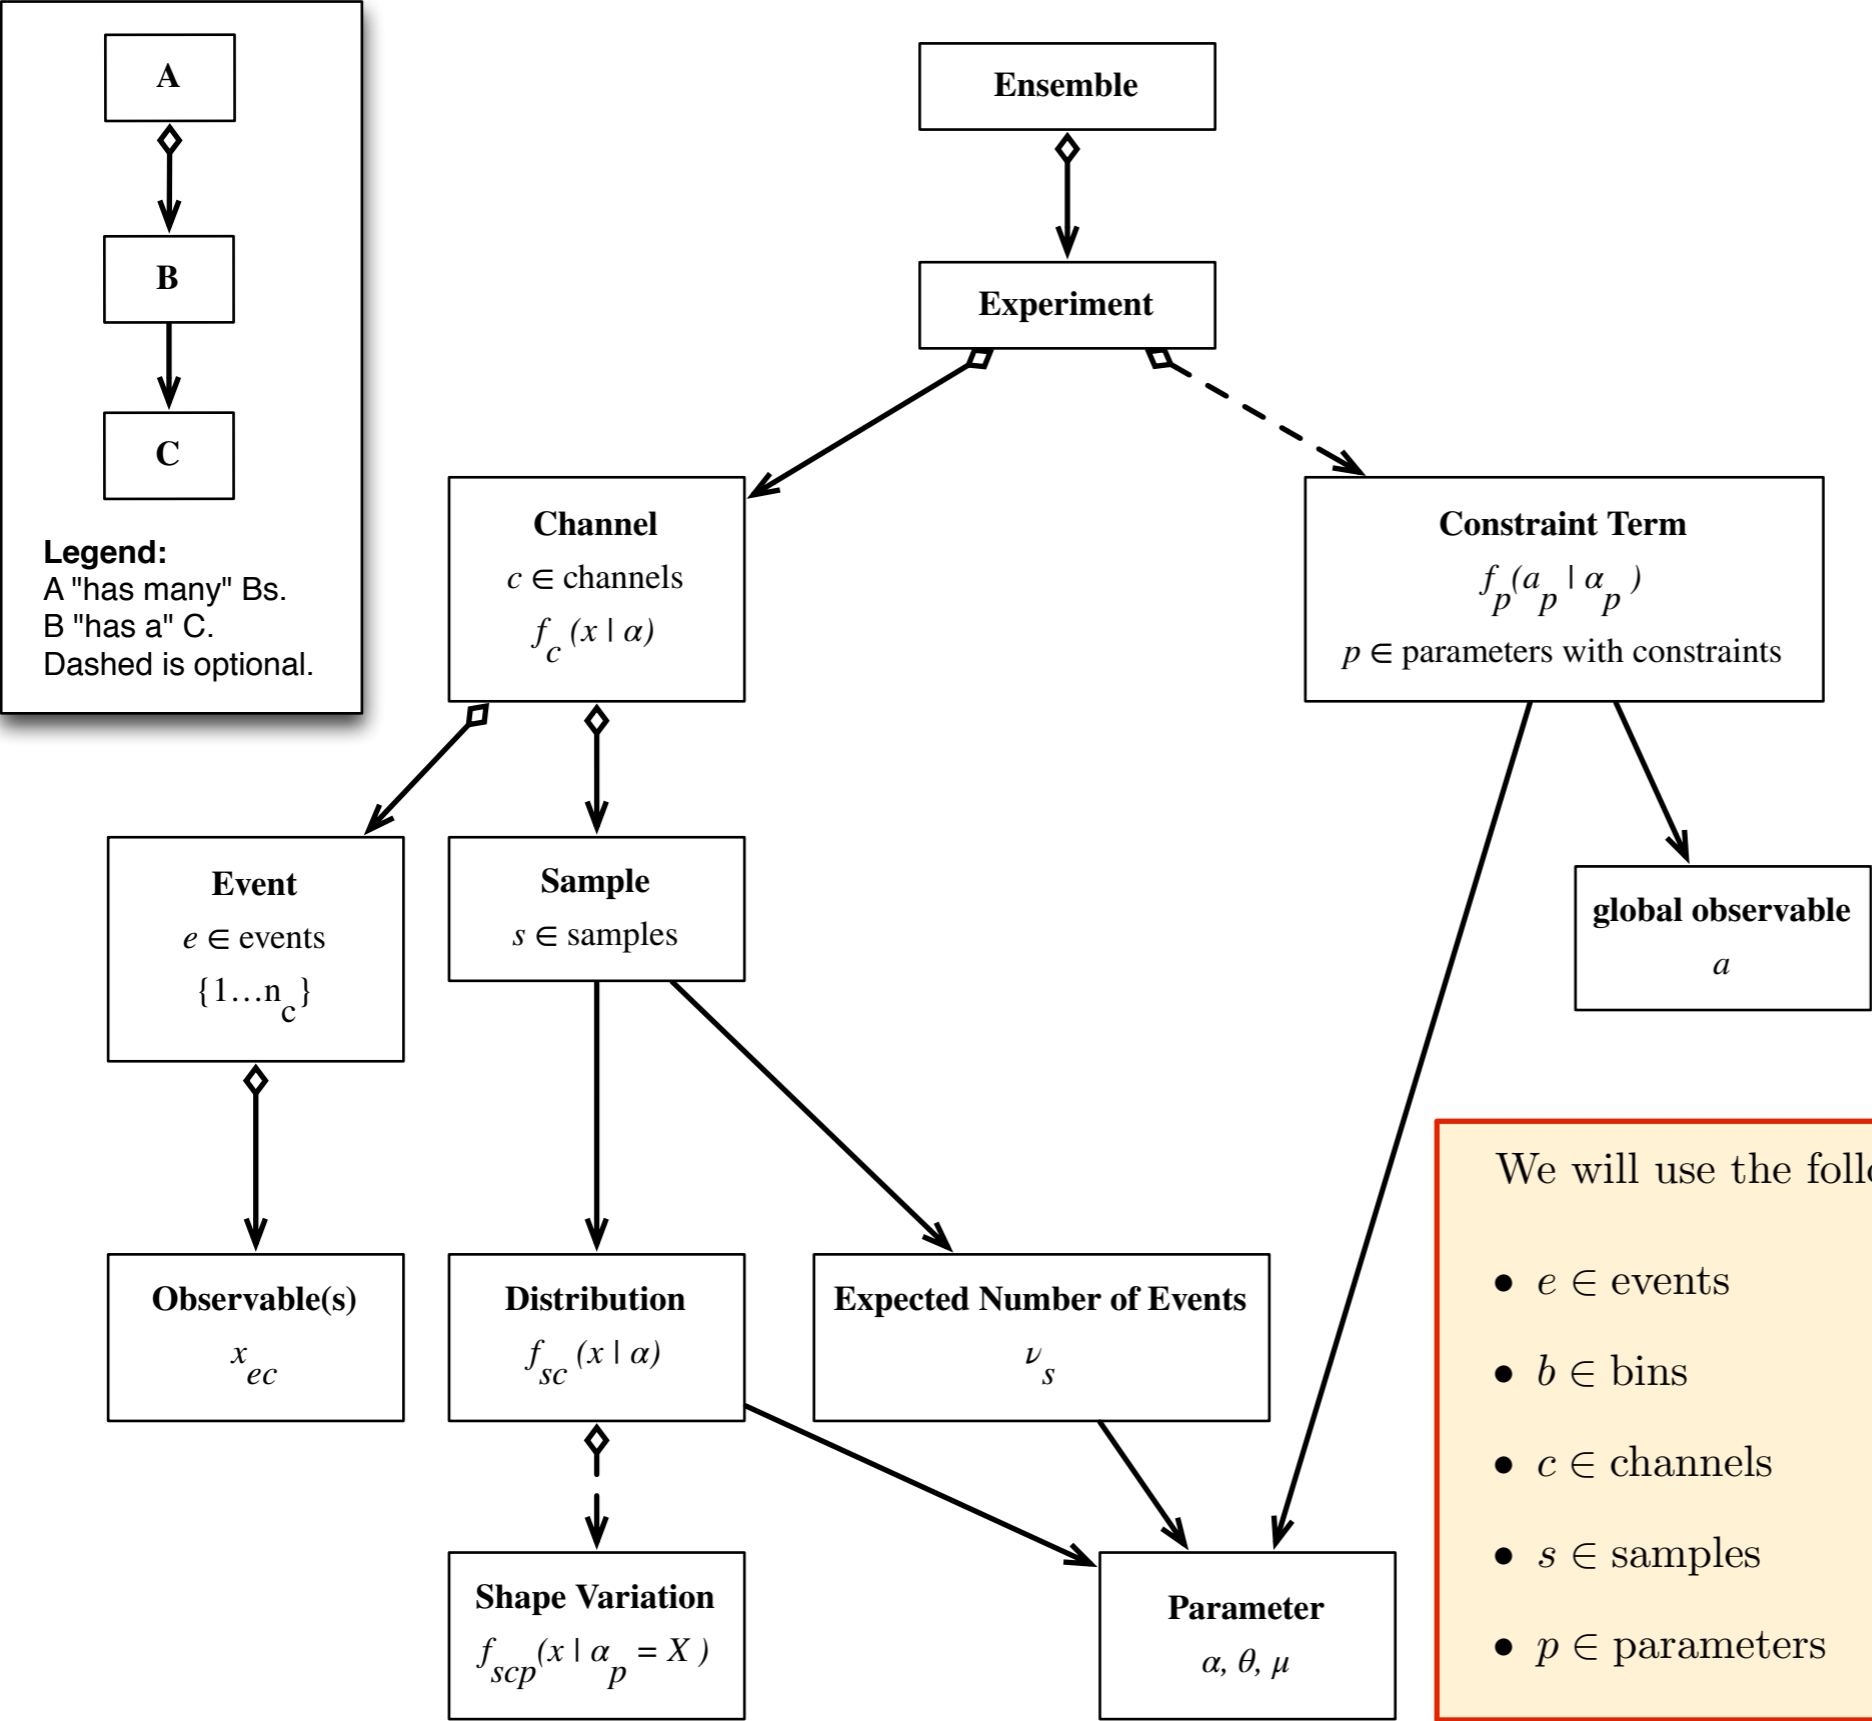 A
B
C
Legend:
A "has many" Bs.
B "has a" C.
Dashed is optional.
Ensemble
Experiment
Channel
c ∈ channels
f_c (x | α)
Constraint Term
f_p(a_p | α_p )
p ∈ parameters with constraints
Event
e ∈ events
{1…n_c}
Sample
s ∈ samples
global observable
a
Observable(s)
x_ec
Distribution
f_sc (x | α)
Expected Number of Events
ν_s
Shape Variation
f_scp(x | α_p = X )
Parameter
α, θ, μ
We will use the
• e ∈ events
• b ∈ bins
• c ∈ channels
• s ∈ samples
• p ∈ parameters